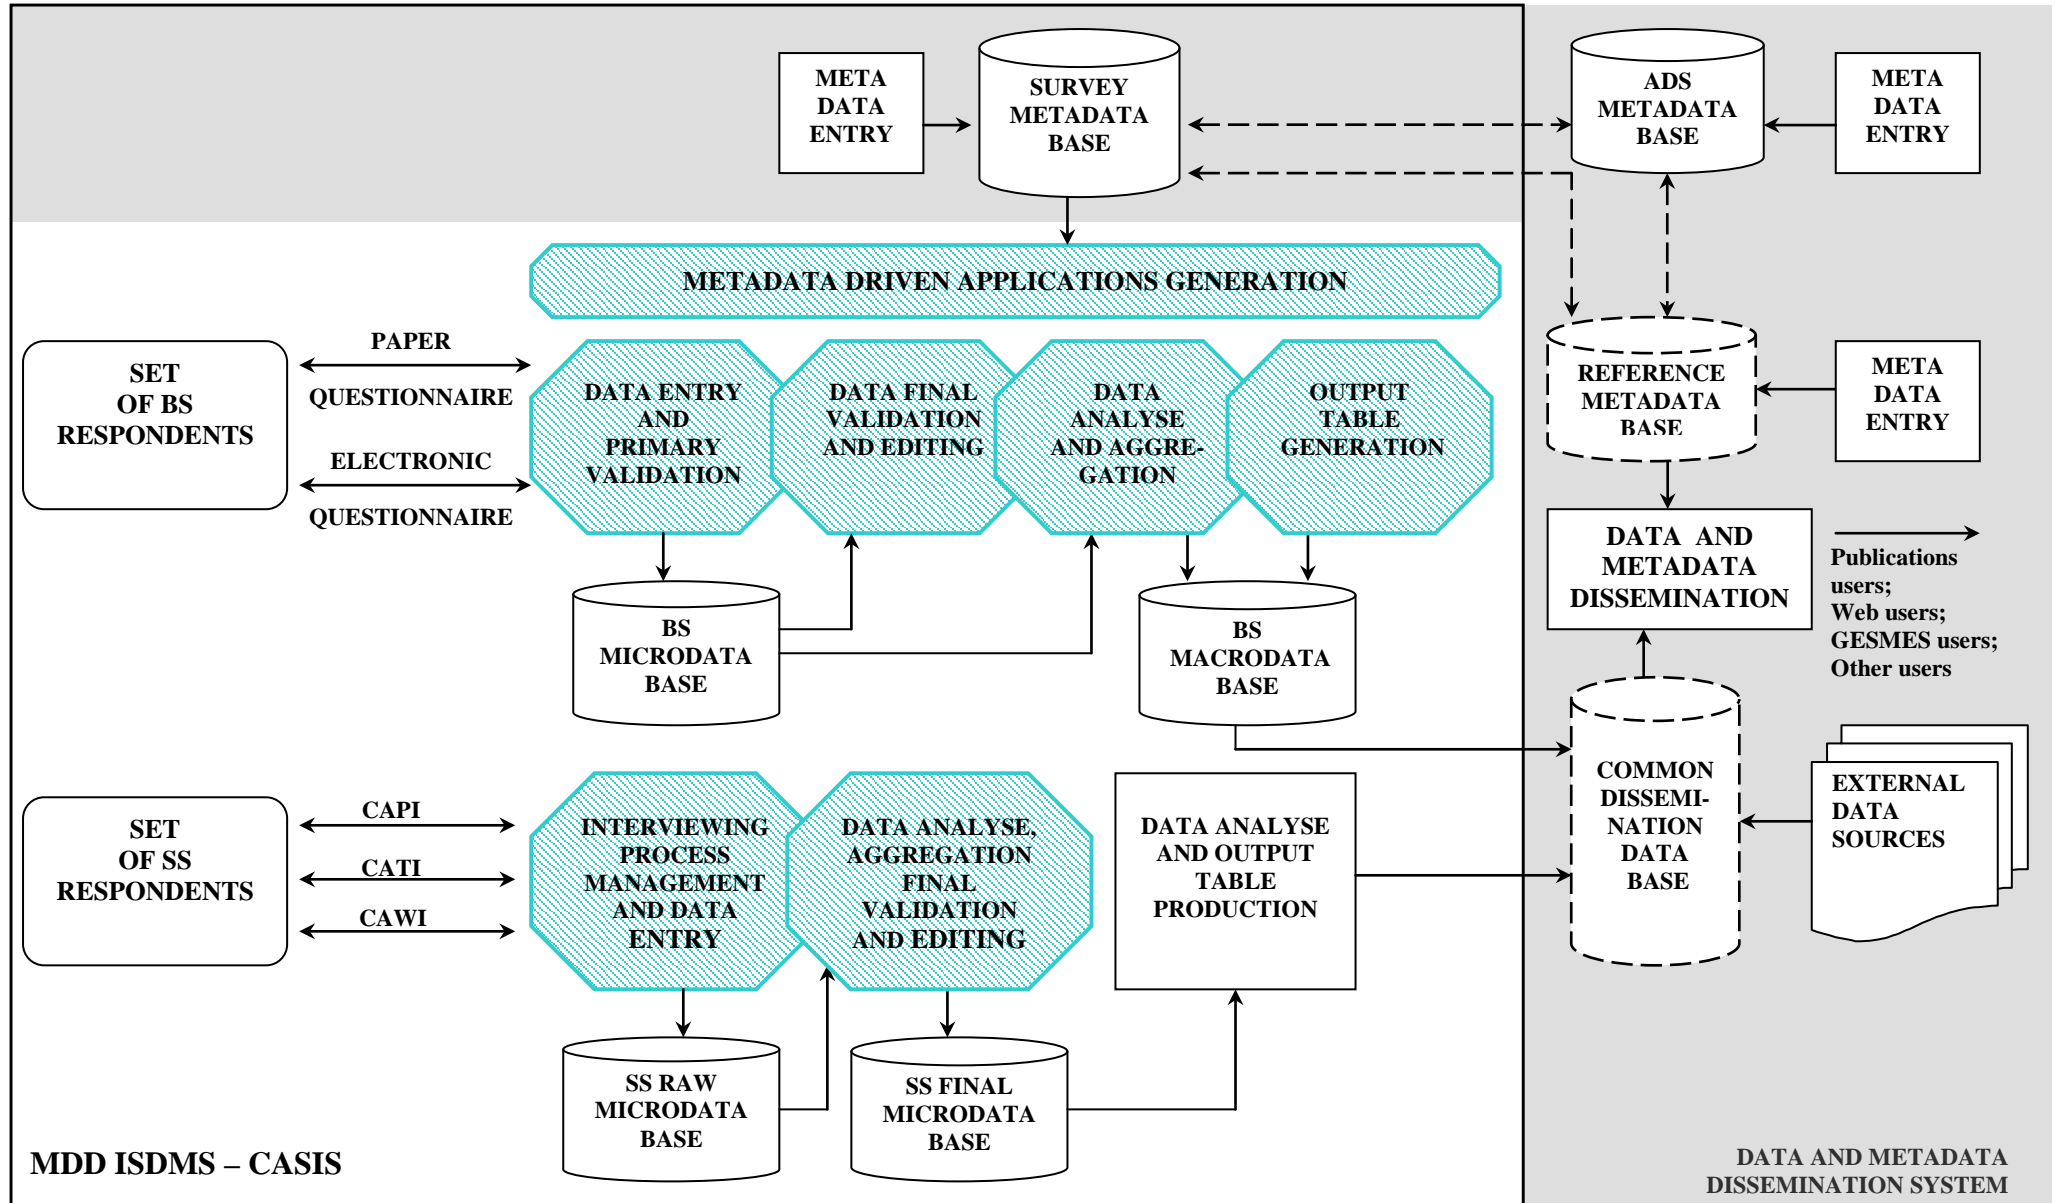 META
DATA
ENTRY
SURVEY
METADATA
BASE
ADS
METADATA
BASE
META
DATA
ENTRY
METADATA DRIVEN APPLICATIONS GENERATION
SET
OF BS
RESPONDENTS
PAPER
QUESTIONNAIRE
ELECTRONIC
QUESTIONNAIRE
DATA ENTRY
AND
PRIMARY
VALIDATION
DATA FINAL
VALIDATION
AND EDITING
DATA
ANALYSE
AND AGGRE-
GATION
OUTPUT
TABLE
GENERATION
REFERENCE
METADATA
BASE
META
DATA
ENTRY
DATA AND
METADATA
DISSEMINATION
Publications
users;
Web users;
GESMES users;
Other users
BS
MICRODATA
BASE
BS
MACRODATA
BASE
SET
OF SS
RESPONDENTS
CAPI
CATI
CAWI
INTERVIEWING
PROCESS
MANAGEMENT
AND DATA
ENTRY
DATA ANALYSE,
AGGREGATION
FINAL
VALIDATION
AND EDITING
DATA ANALYSE
AND OUTPUT
TABLE
PRODUCTION
COMMON
DISSEMI-
NATION
DATA
BASE
EXTERNAL
DATA
SOURCES
SS RAW
MICRODATA
BASE
SS FINAL
MICRODATA
BASE
MDD ISDMS – CASIS
DATA AND METADATA
DISSEMINATION SYSTEM